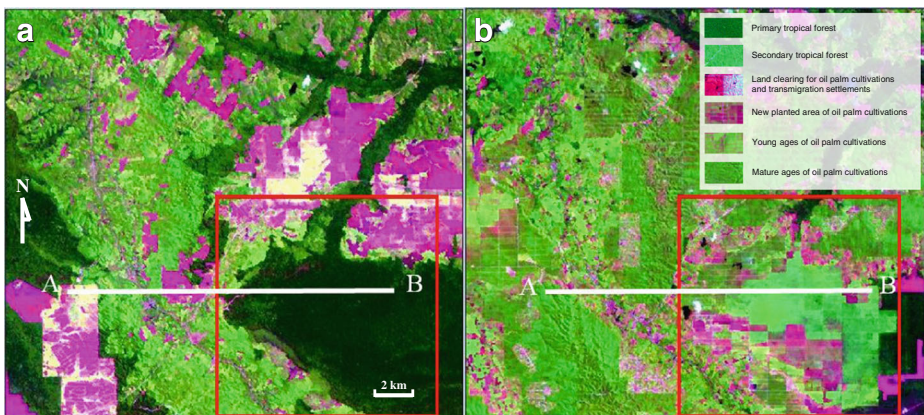 a
N
A
B
2 km
b
A
B
Primary tropical forest
Secondary tropical forest
Land clearing for oil palm cultivations
and transmigration settlements
New planted area of oil palm cultivations
Young ages of oil palm cultivations
Mature ages of oil palm cultivations